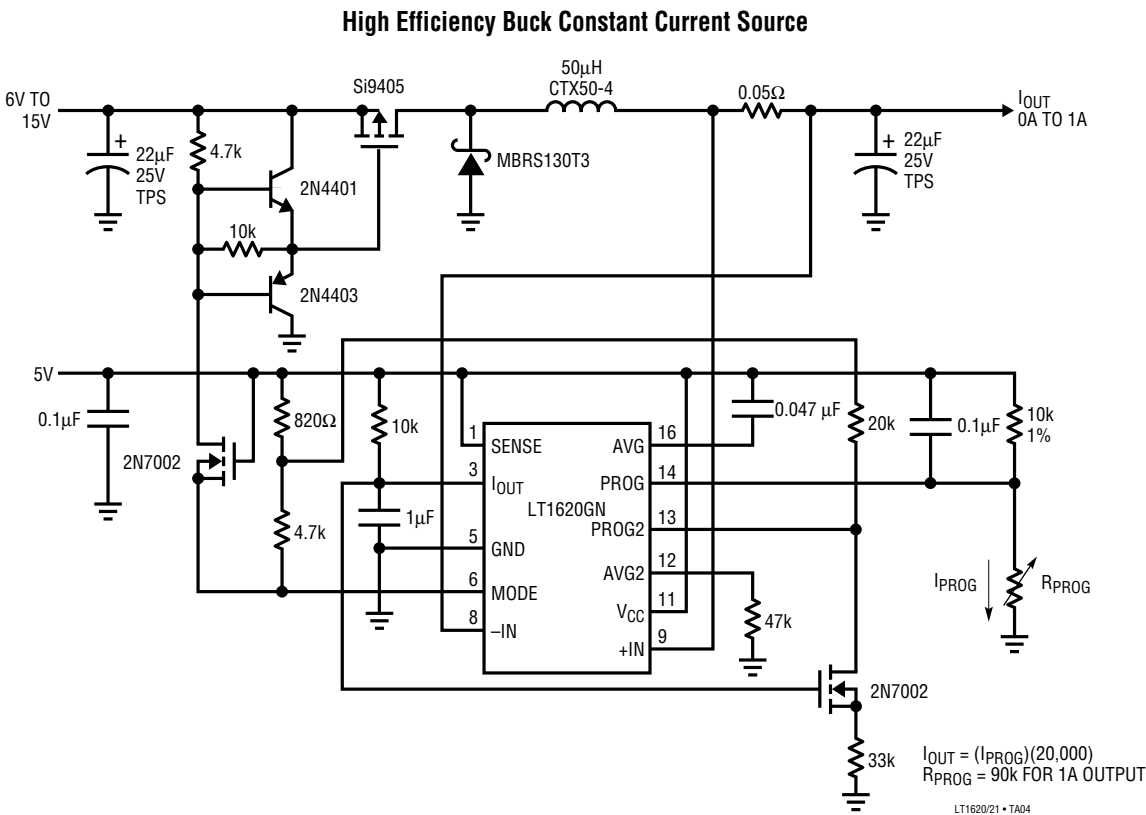 High Efficiency Buck Constant Current Source
6V TO
15V
Si9405
50µH
CTX50-4
0.05Ω
IOUT
0A TO 1A
+
22µF
25V
TPS
4.7k
2N4401
MBRS130T3
+
22µF
25V
TPS
10k
2N4403
5V
0.1µF
820Ω
10k
0.047 µF
20k
0.1µF
10k
1%
2N7002
4.7k
1µF
1
SENSE
3
IOUT
5
GND
6
MODE
8
–IN
LT1620GN
16
AVG
14
PROG
13
PROG2
12
AVG2
11
VCC
9
+IN
47k
IPROG
RPROG
2N7002
33k
IOUT = (IPROG)(20,000)
RPROG = 90k FOR 1A OUTPUT
LT1620/21 • TA04